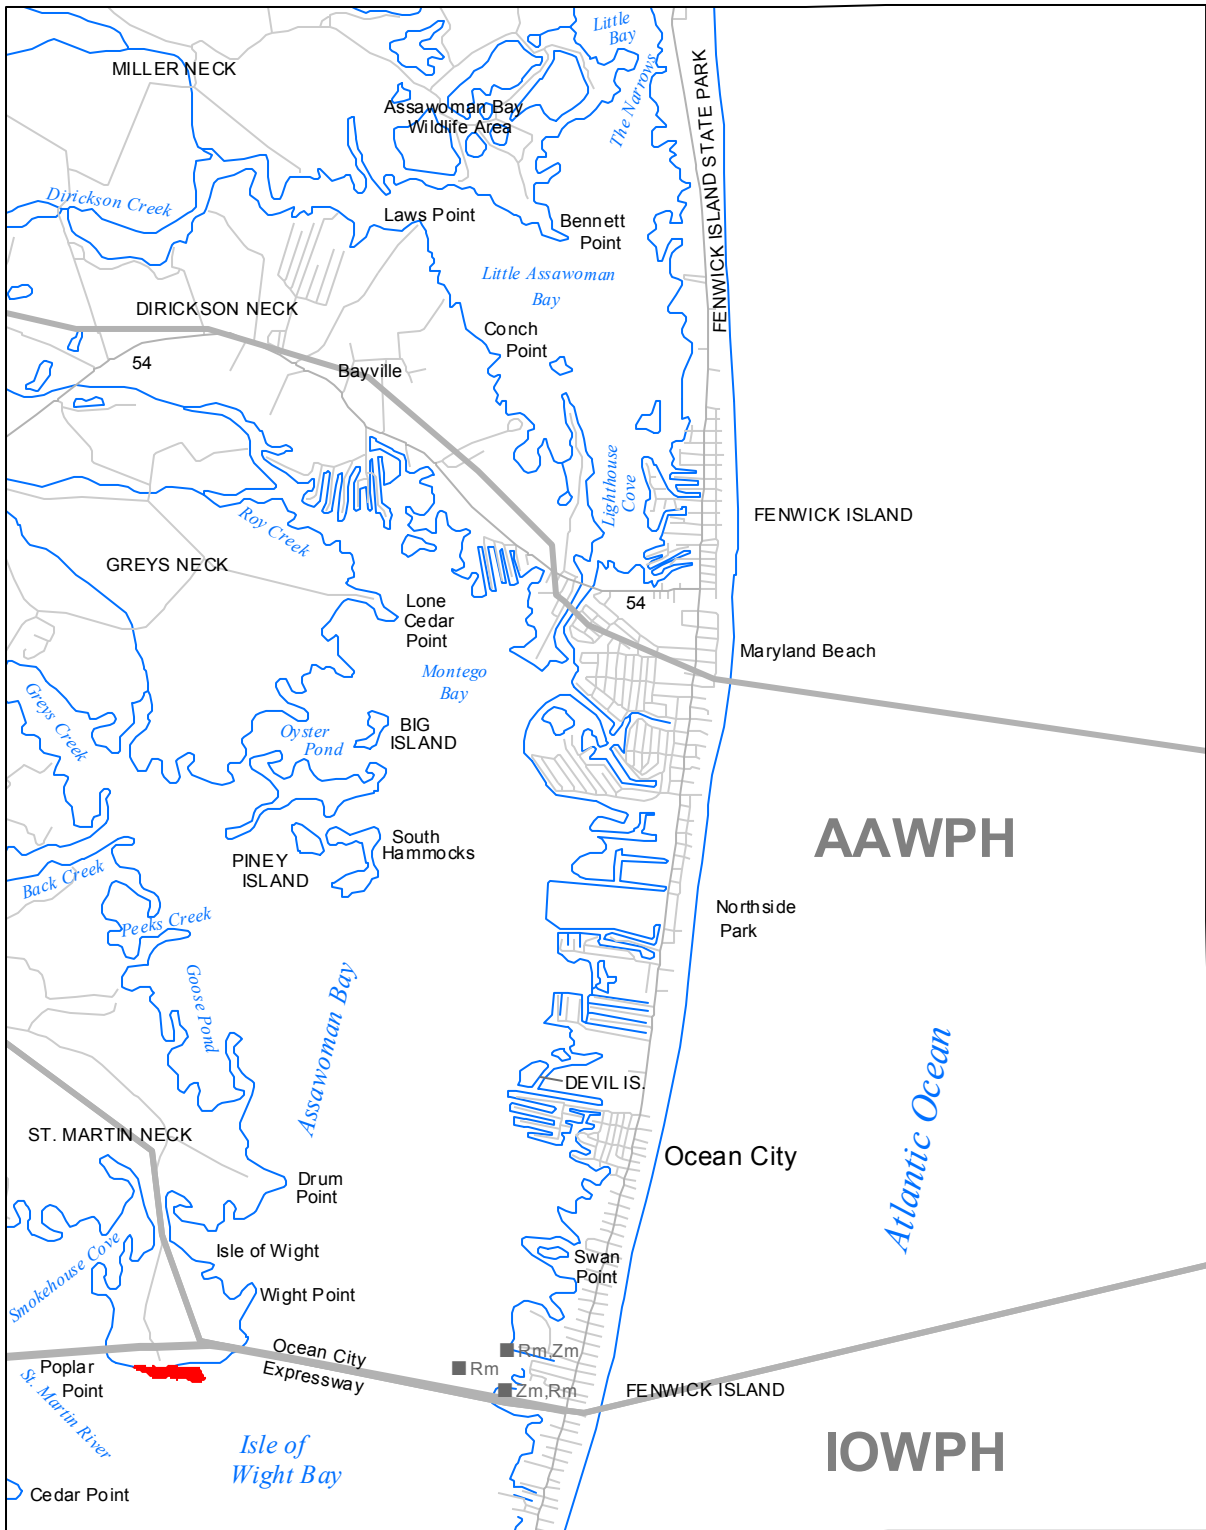 Little
Bay
MILLER NECK
The Narrows
FENWICK ISLAND STATE PARK
Assawoman Bay
Wildlife Area
Dirickson Creek
Laws Point
Bennett
Point
Little Assawoman
Bay
DIRICKSON NECK
Conch
Point
54
Bayville
Lighthouse
Cove
Roy Creek
FENWICK ISLAND
GREYS NECK
Lone
Cedar
Point
54
Maryland Beach
Montego
Bay
Greys Creek
Oyster
Pond
BIG
ISLAND
AAWPH
South
Hammocks
PINEY
ISLAND
Back Creek
Peeks Creek
Northside
Park
Goose Pond
Assawoman Bay
Atlantic Ocean
DEVIL IS.
ST. MARTIN NECK
Ocean City
Drum
Point
Smokehouse Cove
Isle of Wight
Swan
Point
Wight Point
Ocean City
Expressway
Rm,Zm
Rm
Zm,Rm
Poplar
Point
St. Martin River
FENWICK ISLAND
Isle of
Wight Bay
IOWPH
Cedar Point